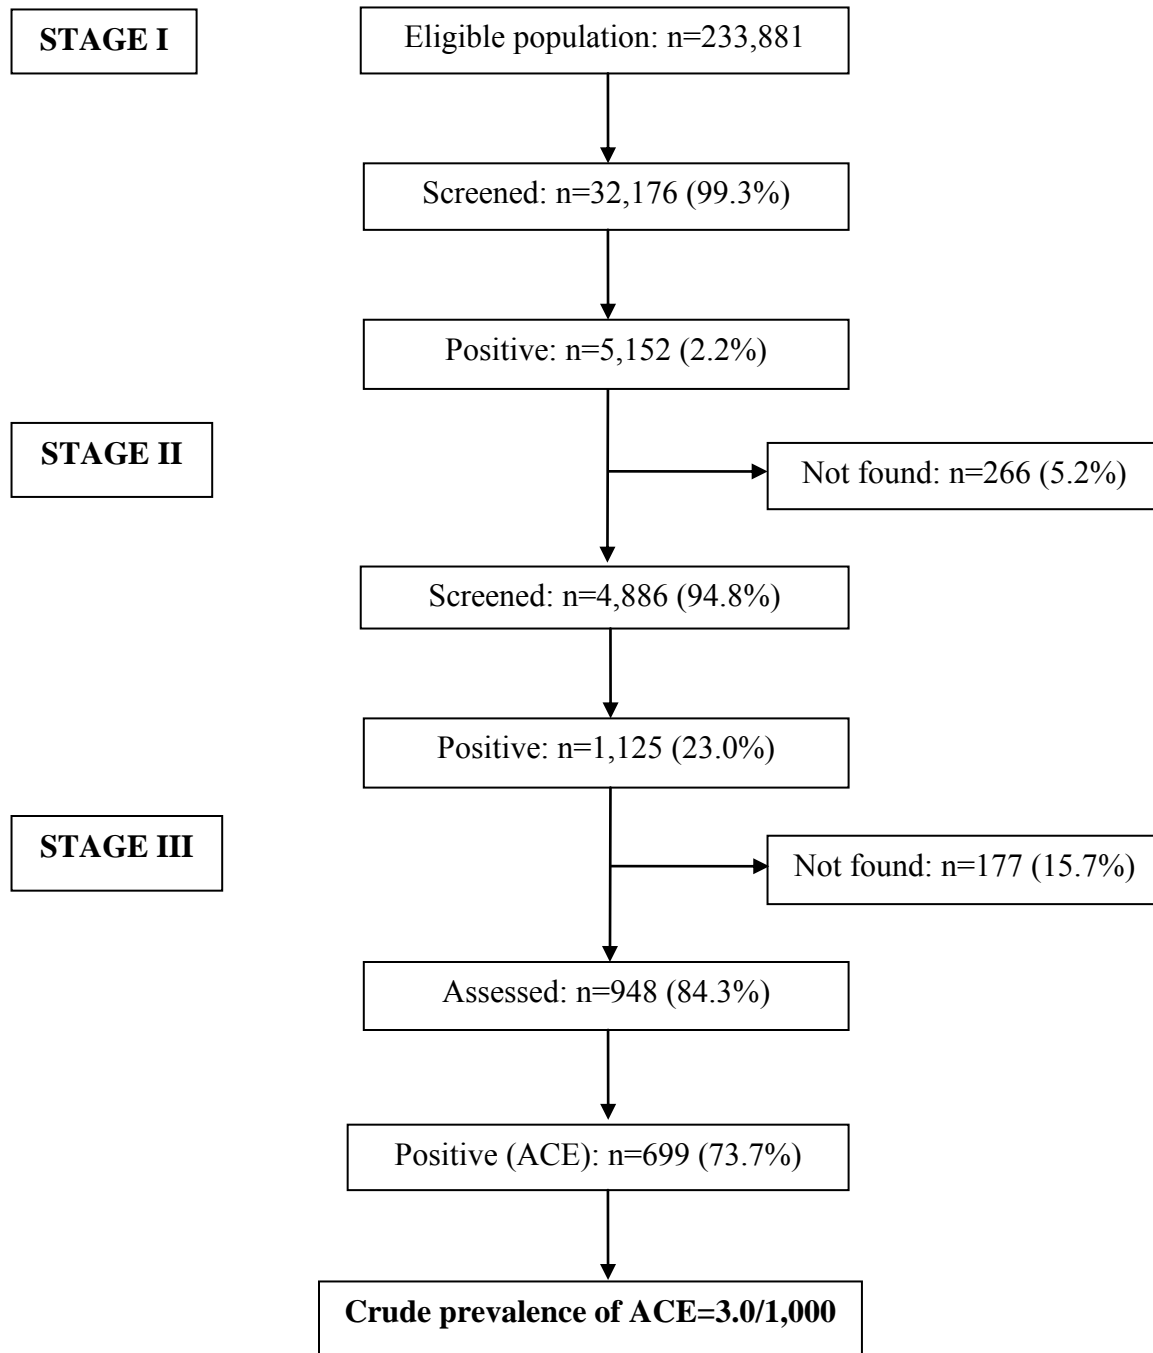 STAGE I
Eligible population: n=233,881
Screened: n=32,176 (99.3%)
Positive: n=5,152 (2.2%)
STAGE II
Not found: n=266 (5.2%)
Screened: n=4,886 (94.8%)
Positive: n=1,125 (23.0%)
STAGE III
Not found: n=177 (15.7%)
Assessed: n=948 (84.3%)
Positive (ACE): n=699 (73.7%)
Crude prevalence of ACE=3.0/1,000